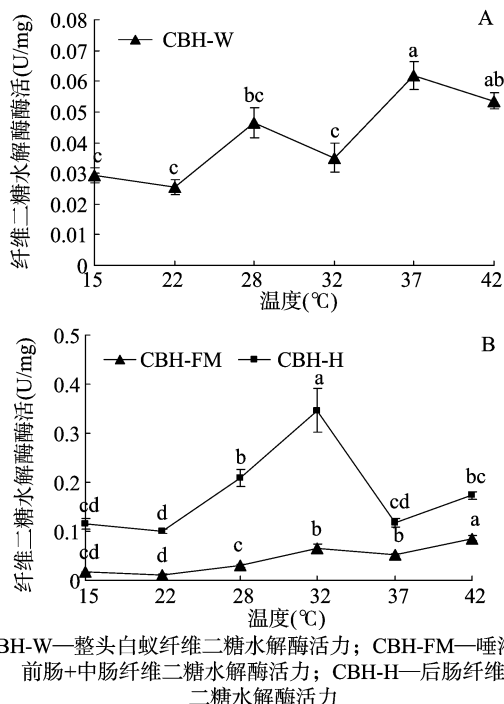 A
CBH-W
纤维二糖水解酶酶活(U/mg)
0.08
0.07
0.06
0.05
0.04
0.03
0.02
0.01
0
c
c
bc
c
a
ab
15 22 28 32 37 42
温度(℃)
B
CBH-FM CBH-H
纤维二糖水解酶酶活(U/mg)
0.5
0.4
0.3
0.2
0.1
0
cd
d
b
a
cd
bc
cd
d
c
b
b
a
15 22 28 32 37 42
温度(℃)
BH-W—整头白蚁纤维二糖水解酶活力；CBH-FM—唾
前肠+中肠纤维二糖水解酶活力；CBH-H—后肠纤维
二糖水解酶活力